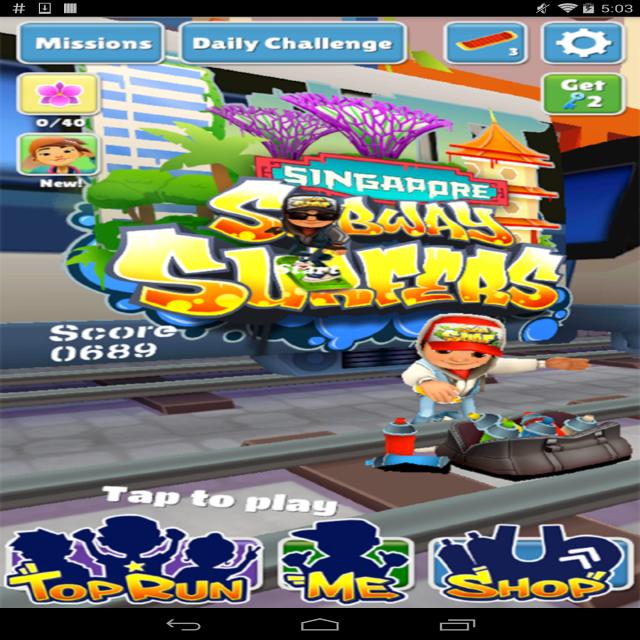 # 5:03
Missions Daily Challenge 3
Get
2
0/40
New!
SINGAPORE
SUBWAY
SURFERS
Start
Score
0689
Tap to play
TOP RUN ME SHOP